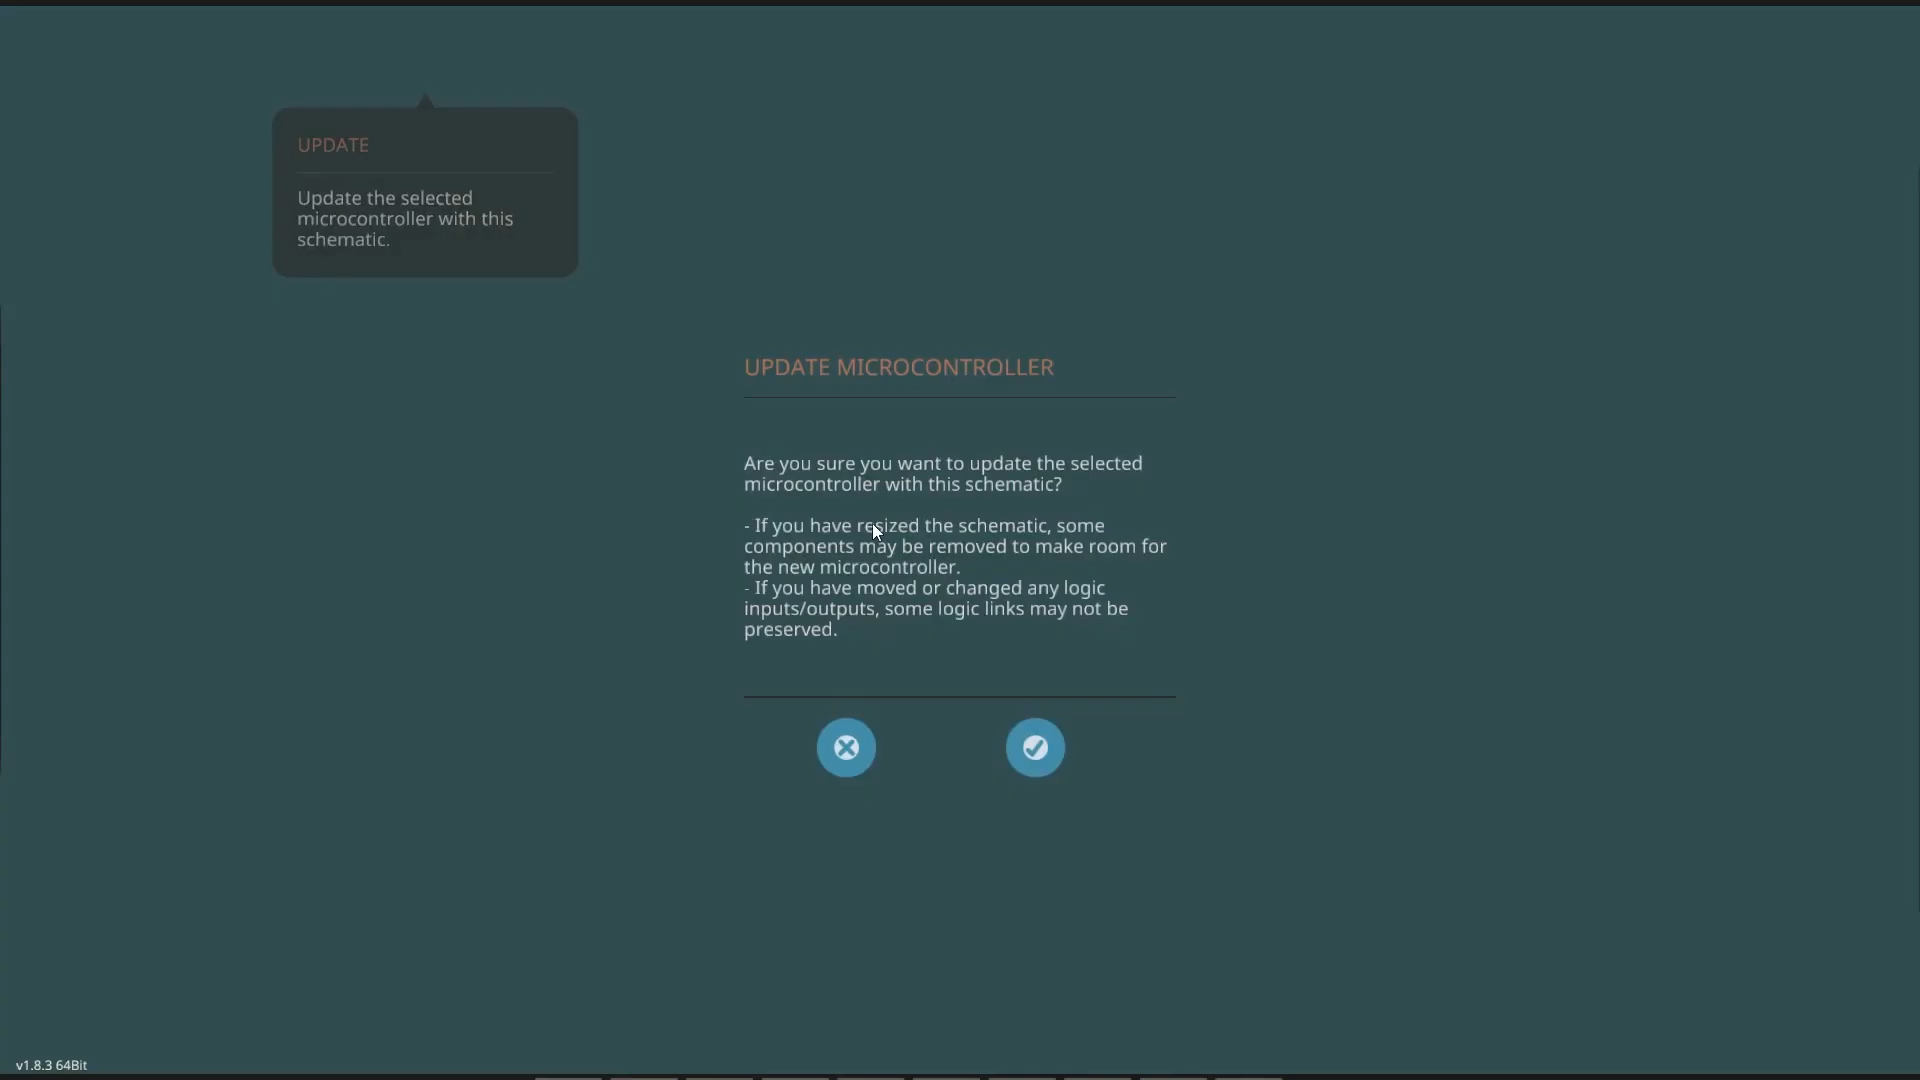 UPDATE
Update the selected
microcontroller with this
schematic.
UPDATE MICROCONTROLLER
Are you sure you want to update the selected
microcontroller with this schematic?
- If you have resized the schematic, some
components may be removed to make room for
the new microcontroller.
- If you have moved or changed any logic
inputs/outputs, some logic links may not be
preserved.
v1.8.3 64Bit